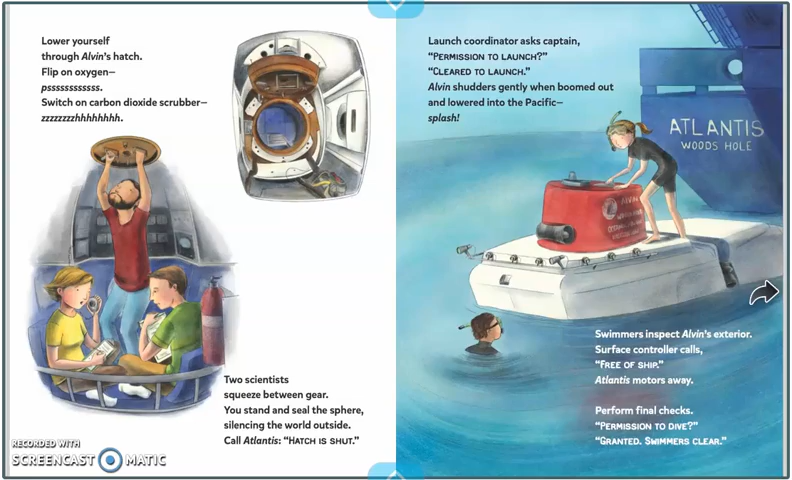 Lower yourself
through Alvin's hatch.
Flip on oxygen—
psssssssssss.
Switch on carbon dioxide scrubber—
zzzzzzzhhhhhhhh.
Two scientists
squeeze between gear.
You stand and seal the sphere,
silencing the world outside.
Call Atlantis: "HATCH IS SHUT."
RECORDED WITH
SCREENCAST MATIC
Launch coordinator asks captain,
"PERMISSION TO LAUNCH?"
"CLEARED TO LAUNCH."
Alvin shudders gently when boomed out
and lowered into the Pacific—
splash!
ATLANTIS
WOODS HOLE
ALVIN
Swimmers inspect Alvin's exterior.
Surface controller calls,
"FREE OF SHIP."
Atlantis motors away.
Perform final checks.
"PERMISSION TO DIVE?"
"GRANTED. SWIMMERS CLEAR."